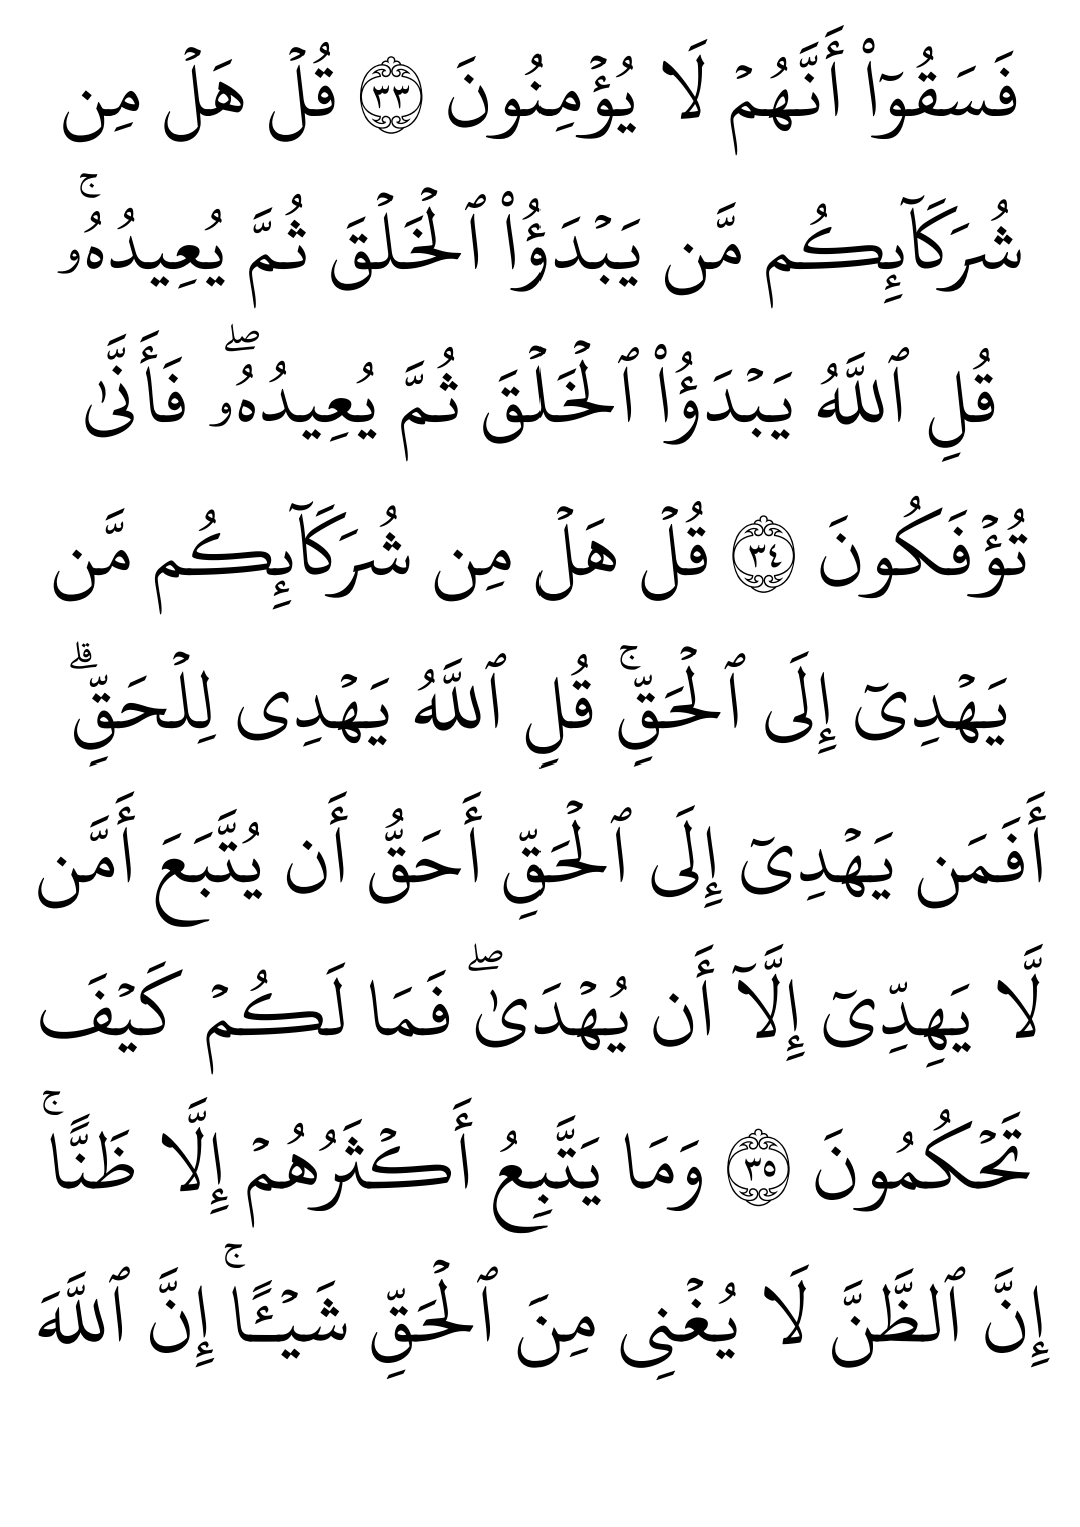 فَسَقُوٓا۟ أَنَّهُمۡ لَا يُؤۡمِنُونَ ٣٣ قُلۡ هَلۡ مِن
شُرَكَآئِكُم مَّن يَبۡدَؤُا۟ ٱلۡخَلۡقَ ثُمَّ يُعِيدُهُۥۚ
قُلِ ٱللَّهُ يَبۡدَؤُا۟ ٱلۡخَلۡقَ ثُمَّ يُعِيدُهُۥۖ فَأَنَّىٰ
تُؤۡفَكُونَ ٣٤ قُلۡ هَلۡ مِن شُرَكَآئِكُم مَّن
يَهۡدِىٓ إِلَى ٱلۡحَقِّۚ قُلِ ٱللَّهُ يَهۡدِى لِلۡحَقِّۗ
أَفَمَن يَهۡدِىٓ إِلَى ٱلۡحَقِّ أَحَقُّ أَن يُتَّبَعَ أَمَّن
لَّا يَهِدِّىٓ إِلَّآ أَن يُهۡدَىٰۖ فَمَا لَكُمۡ كَيۡفَ
تَحۡكُمُونَ ٣٥ وَمَا يَتَّبِعُ أَكۡثَرُهُمۡ إِلَّا ظَنًّاۚ
إِنَّ ٱلظَّنَّ لَا يُغۡنِى مِنَ ٱلۡحَقِّ شَيۡـًٔاۚ إِنَّ ٱللَّهَ